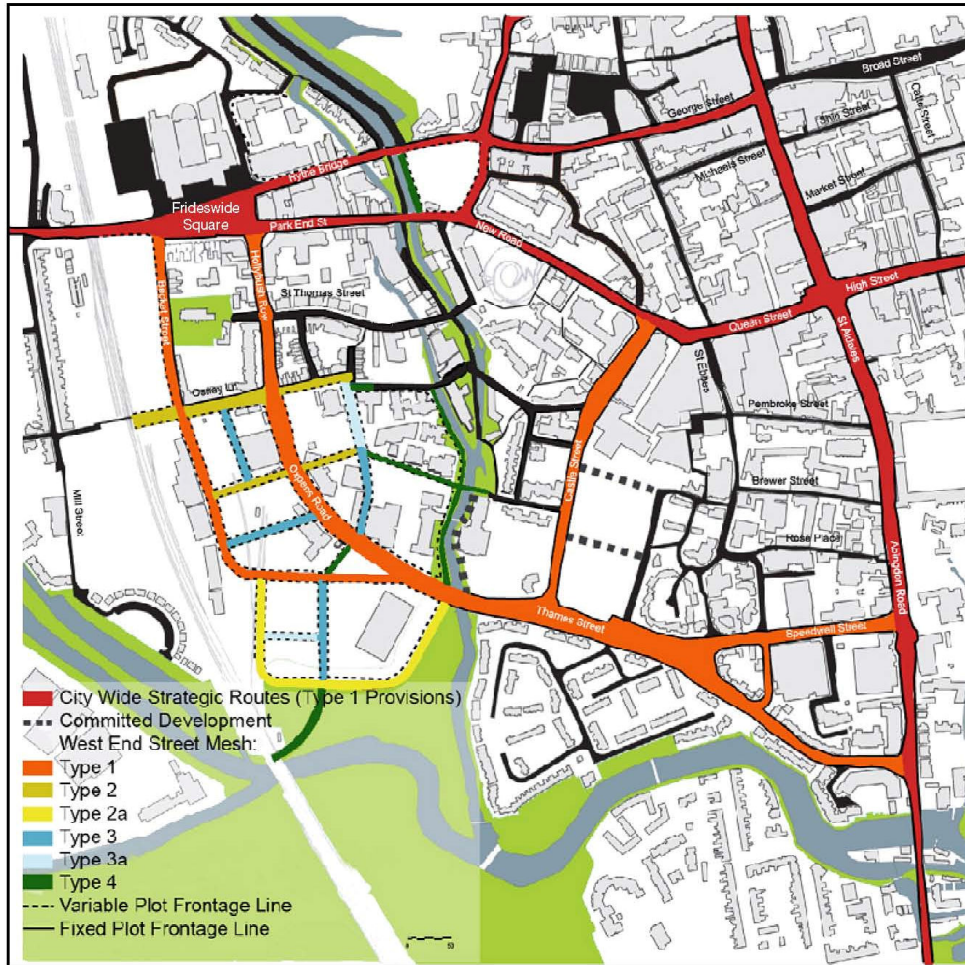 Broad Street
George Street
Catte Street
Ship Street
Michaels Street
Market Street
Hythe Bridge
Frideswide
Square
Park End St
New Road
High Street
Hollybush Row
Becket Street
St Thomas Street
Queen Street
St Aldates
St Ebbes
Osney Ln
Pembroke Street
Castle Street
Oxpens Road
Brewer Street
Mill Street
Rose Place
Abingdon Road
Thames Street
Speedwell Street
City Wide Strategic Routes (Type 1 Provisions)
Committed Development
West End Street Mesh:
Type 1
Type 2
Type 2a
Type 3
Type 3a
Type 4
Variable Plot Frontage Line
Fixed Plot Frontage Line
0 50